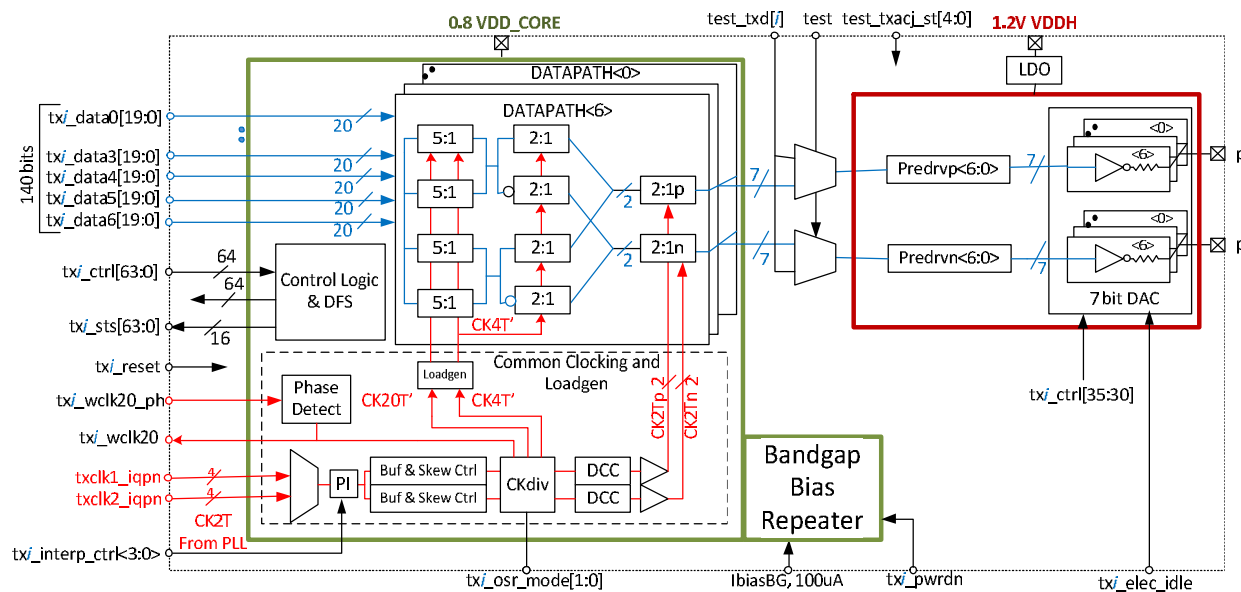 0.8 VDD_CORE
test_txd[i]
test
test_txacj_st[4:0]
1.2V VDDH
LDO
DATAPATH<0>
DATAPATH<6>
140 bits
txi_data0[19:0]
20
txi_data3[19:0]
20
txi_data4[19:0]
20
txi_data5[19:0]
20
txi_data6[19:0]
20
5:1
2:1
5:1
2:1
5:1
2:1
5:1
2:1
2
2:1p
2
2:1n
7
7
Predrvp<6:0>
7
<0>
<6>
p
Predrvn<6:0>
7
<0>
<6>
p
7bit DAC
txi_ctrl[63:0]
64
64
txi_sts[63:0]
16
Control Logic
& DFS
CK4T’
txi_reset
Common Clocking and
Loadgen
Loadgen
CK20T’
CK4T’
CK2Tp 2
CK2Tn 2
txi_wclk20_ph
Phase
Detect
txi_wclk20
txclk1_iqpn
4
txclk2_iqpn
4
CK2T
From PLL
PI
Buf & Skew Ctrl
Buf & Skew Ctrl
CKdiv
DCC
DCC
Bandgap
Bias
Repeater
txi_ctrl[35:30]
txi_interp_ctrl<3:0>
txi_osr_mode[1:0]
IbiasBG, 100uA
txi_pwrdn
txi_elec_idle